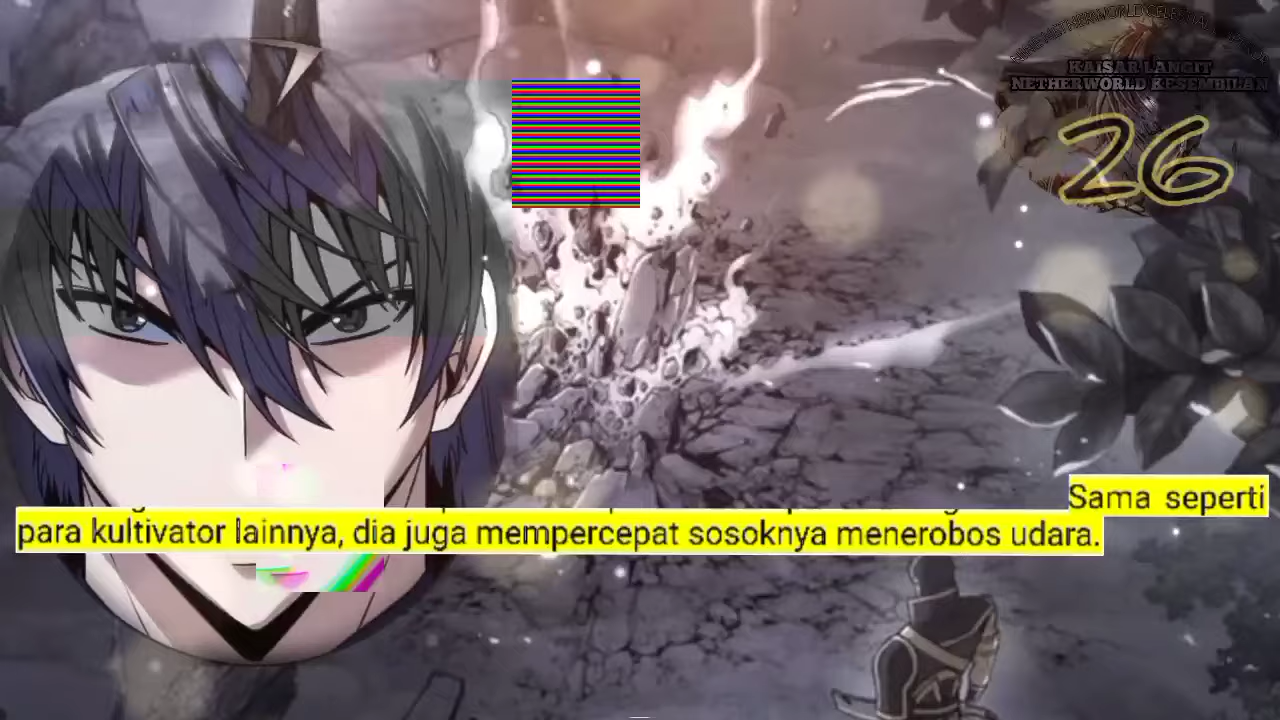 KAISAR LANGIT
NETHERWORLD KESEMBILAN
26
Sama seperti
para kultivator lainnya, dia juga mempercepat sosoknya menerobos udara.